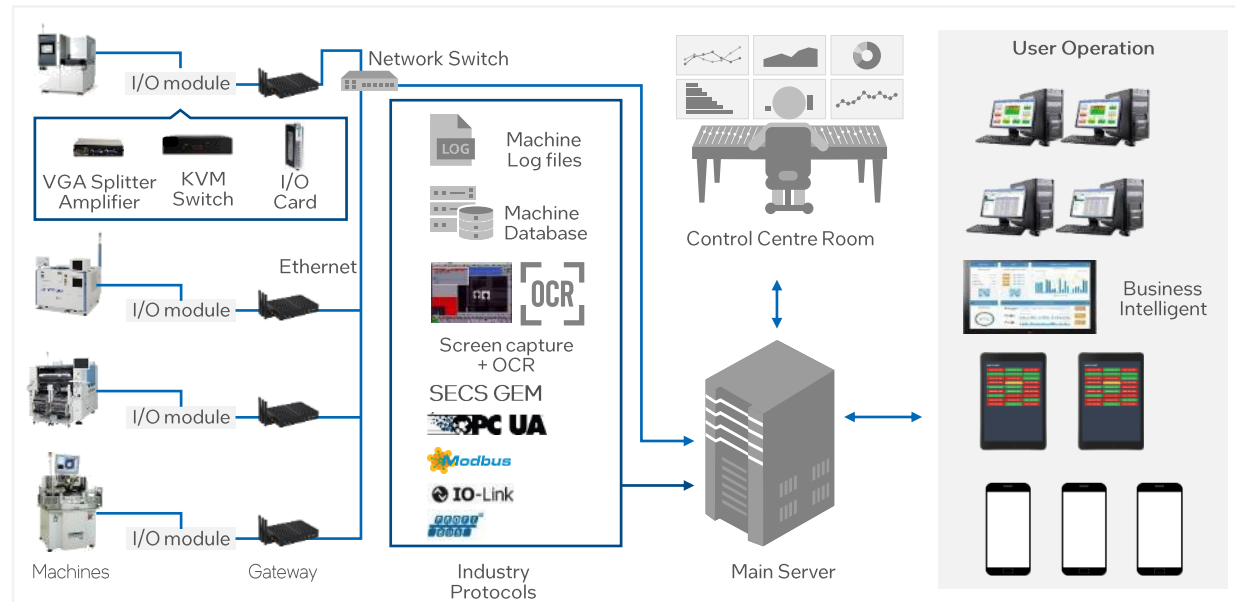 Network Switch
I/O module
VGA Splitter
Amplifier
KVM
Switch
I/O
Card
Ethernet
I/O module
I/O module
I/O module
Machines
Gateway
LOG
Machine
Log files
Machine
Database
OCR
Screen capture
+ OCR
SECS GEM
OPC UA
Modbus
IO-Link
PROFI
BUS
Industry
Protocols
Control Centre Room
Main Server
User Operation
Business
Intelligent